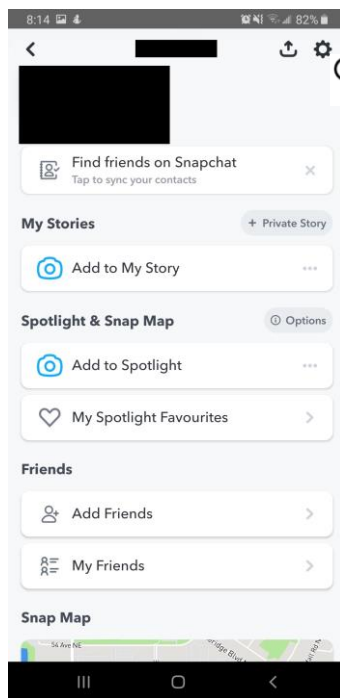 8:14 82%
Find friends on Snapchat
Tap to sync your contacts
My Stories + Private Story
Add to My Story
Spotlight & Snap Map Options
Add to Spotlight
My Spotlight Favourites
Friends
Add Friends
My Friends
Snap Map
54 Ave NE